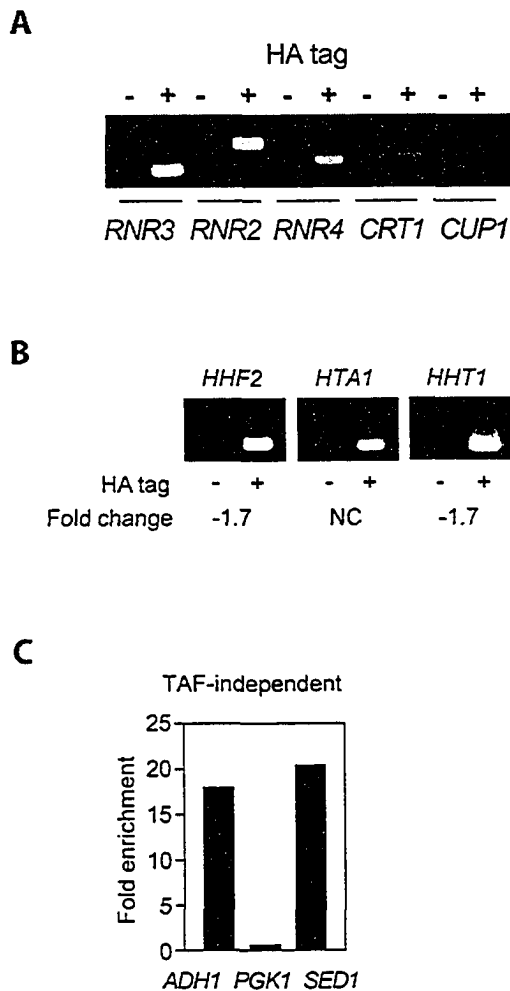 A
HA tag
- + - + - + - + - +
RNR3 RNR2 RNR4 CRT1 CUP1
B
HHF2 HTA1 HHT1
HA tag - + - + - +
Fold change -1.7 NC -1.7
C
TAF-independent
Fold enrichment
25
20
15
10
5
0
ADH1 PGK1 SED1